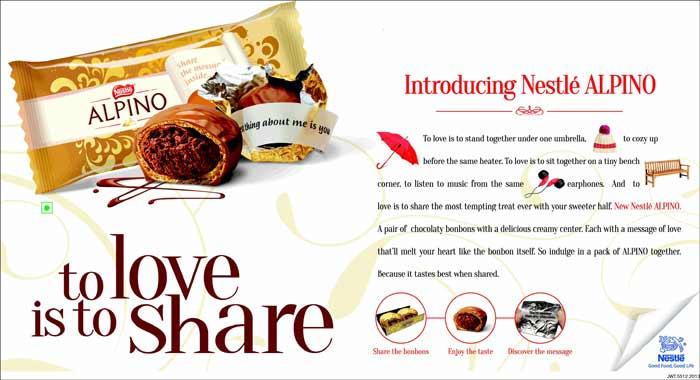 Nestlé
ALPINO
share
the message
inside
thing about me is you
to love
is to share
Introducing Nestlé ALPINO
To love is to stand together under one umbrella, to cozy up
before the same heater. To love is to sit together on a tiny bench
corner, to listen to music from the same earphones. And to
love is to share the most tempting treat ever with your sweeter half. New Nestlé ALPINO.
A pair of chocolaty bonbons with a delicious creamy center. Each with a message of love
that'll melt your heart like the bonbon itself. So indulge in a pack of ALPINO together.
Because it tastes best when shared.
Share the bonbons
Enjoy the taste
Discover the message
Nestlé
Good Food, Good Life